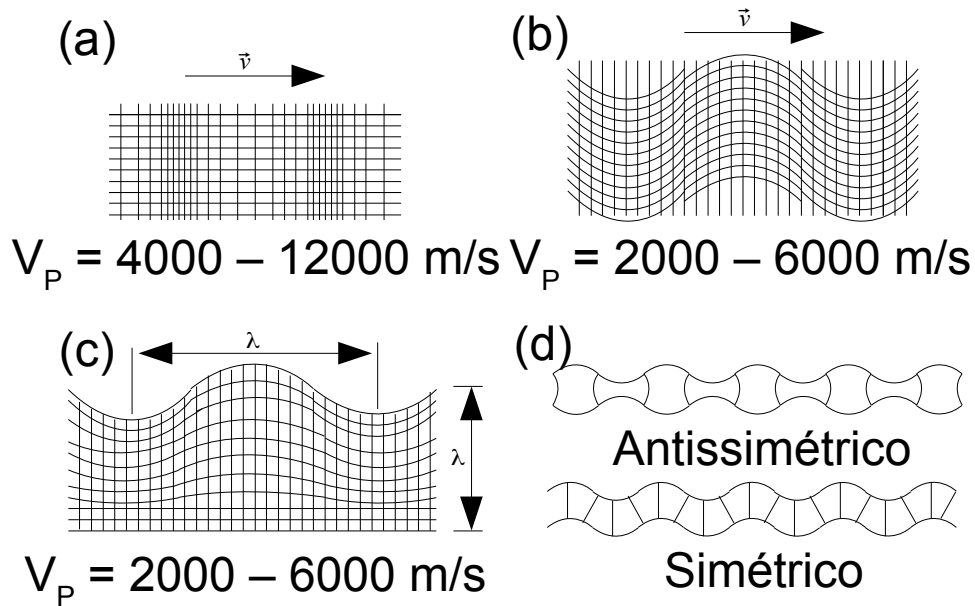 (a)
v⃗
V_P = 4000 – 12000 m/s
(b)
v⃗
V_P = 2000 – 6000 m/s
(c)
λ
λ
V_P = 2000 – 6000 m/s
(d)
Antissimétrico
Simétrico